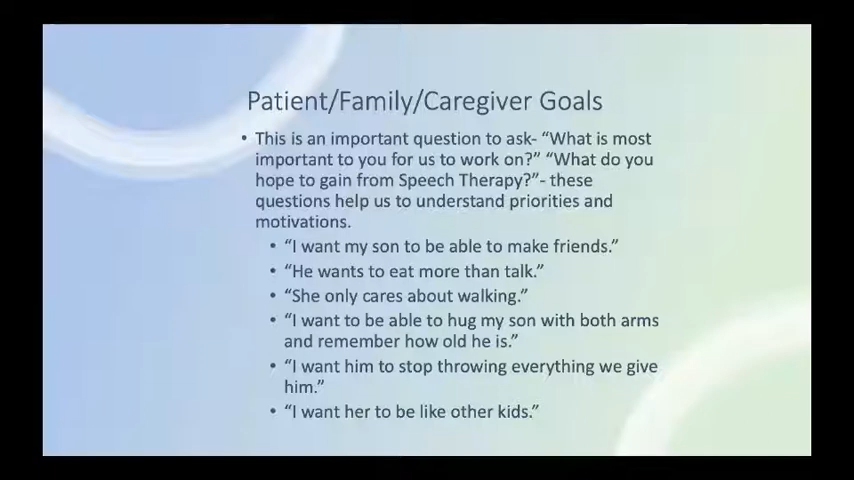 Patient/Family/Caregiver Goals
• This is an important question to ask- “What is most
important to you for us to work on?” “What do you
hope to gain from Speech Therapy?”- these
questions help us to understand priorities and
motivations.
• “I want my son to be able to make friends.”
• “He wants to eat more than talk.”
• “She only cares about walking.”
• “I want to be able to hug my son with both arms
and remember how old he is.”
• “I want him to stop throwing everything we give
him.”
• “I want her to be like other kids.”